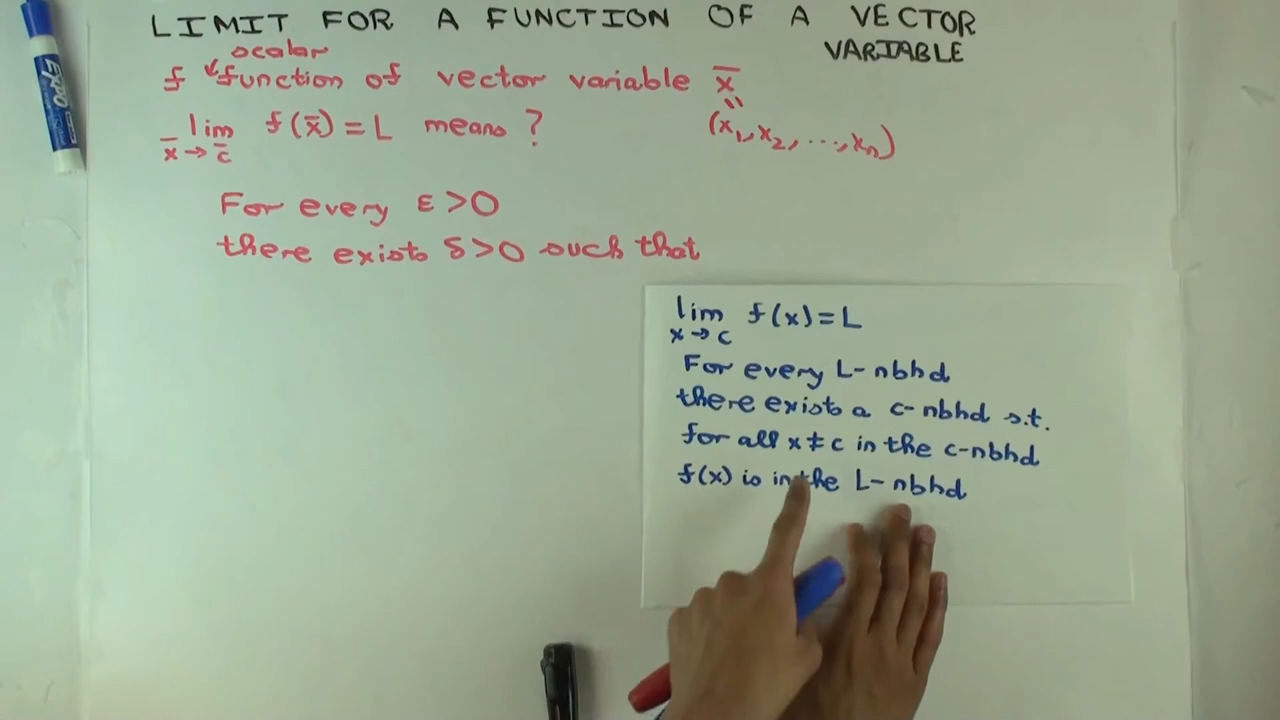 LIMIT FOR A FUNCTION OF A VECTOR
VARIABLE
scalar
f function of vector variable x̄
lim f(x̄) = L means ?
x̄→c̄
"
(x₁, x₂, ..., xₙ)
For every ε>0
there exists δ>0 such that
lim f(x)=L
x→c
For every L-nbhd
there exists a c-nbhd s.t.
for all x≠c in the c-nbhd
f(x) is in the L-nbhd
EXPO